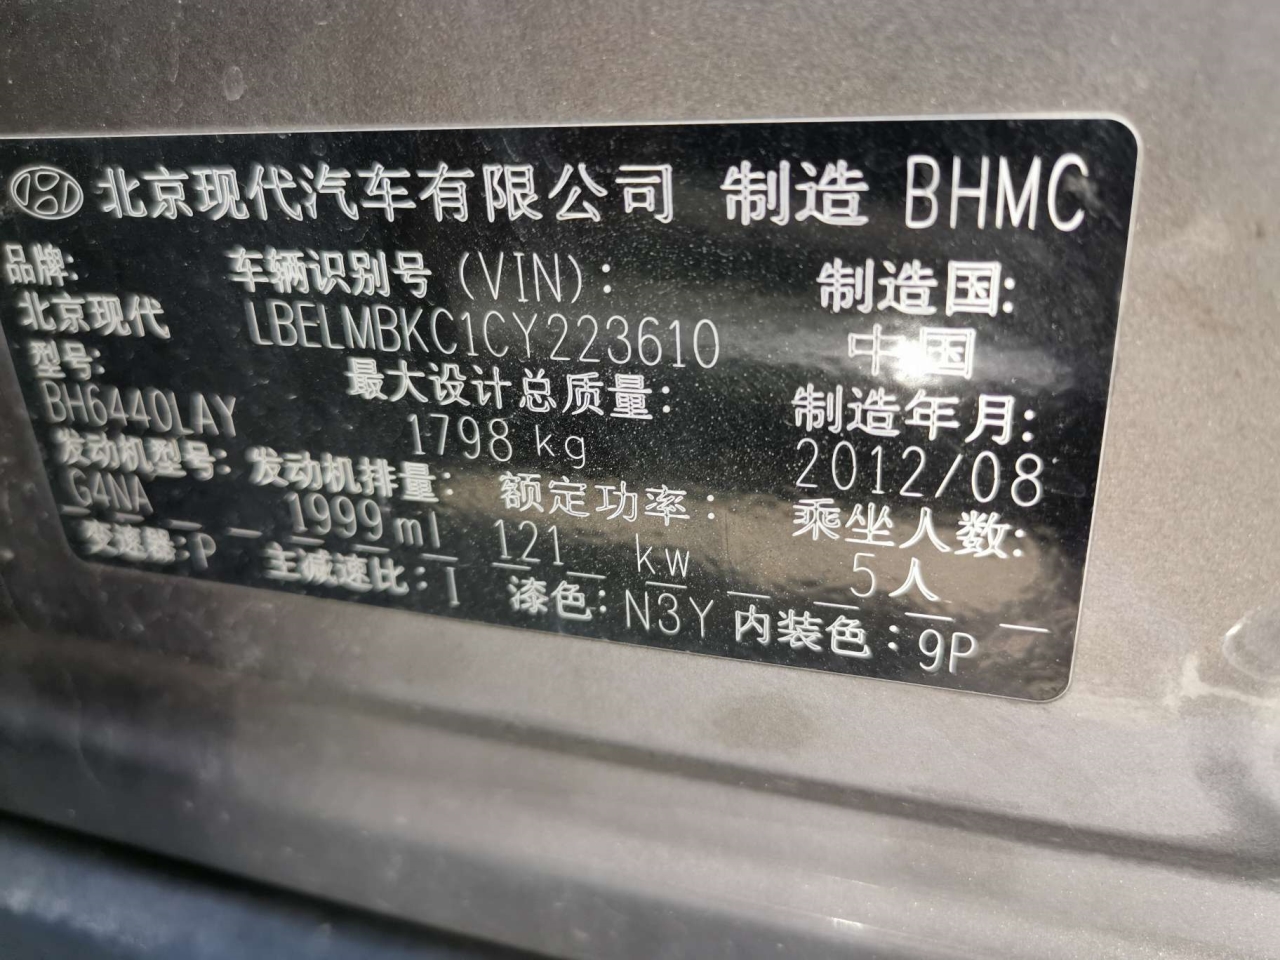 北京现代汽车有限公司 制造 BHMC
品牌: 车辆识别号 (VIN): 制造国:
北京现代 LBELMBKC1CY223610 中国
型号: 最大设计总质量: 制造年月:
BH6440LAY 1798 kg 2012/08
发动机型号: 发动机排量: 额定功率: 乘坐人数:
G4NA 1999ml 121 kw 5人
变速器:P 主减速比:I 漆色:N3Y 内装色:9P